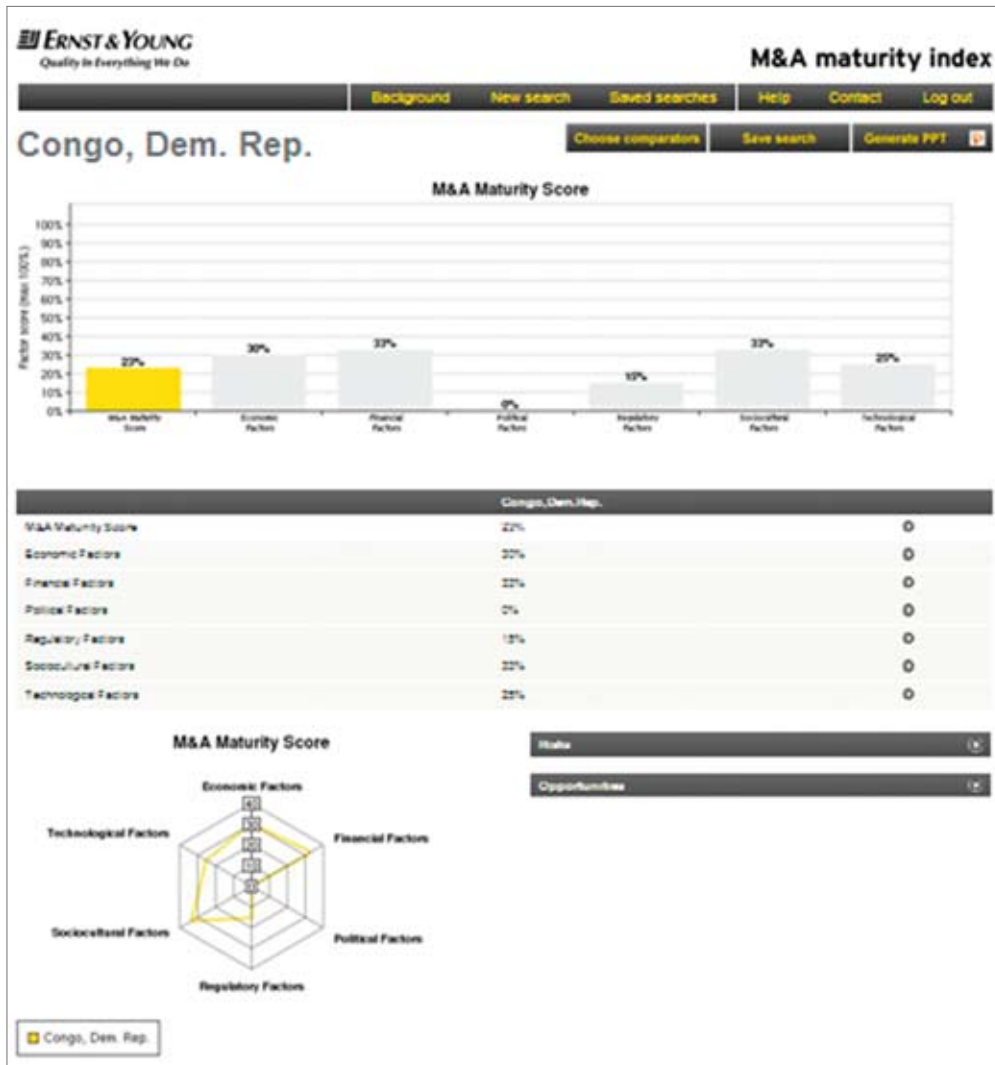 ERNST & YOUNG
Quality In Everything We Do
M&A maturity index
Background New search Saved searches Help Contact Log out
Congo, Dem. Rep.
Choose comparators Save search Generate PPT
M&A Maturity Score
Factor score (max 100%)
100%
90%
80%
70%
60%
50%
40%
30%
20%
10%
0%
23%
30%
33%
0%
15%
33%
25%
M&A Maturity Score
Economic Factors
Financial Factors
Political Factors
Regulatory Factors
Sociocultural Factors
Technological Factors
Congo, Dem. Rep.
M&A Maturity Score 23%
Economic Factors 30%
Financial Factors 33%
Political Factors 0%
Regulatory Factors 15%
Sociocultural Factors 33%
Technological Factors 25%
M&A Maturity Score
Economic Factors
Technological Factors
Financial Factors
Sociocultural Factors
Political Factors
Regulatory Factors
40
30
20
10
0
Risks
Opportunities
Congo, Dem. Rep.